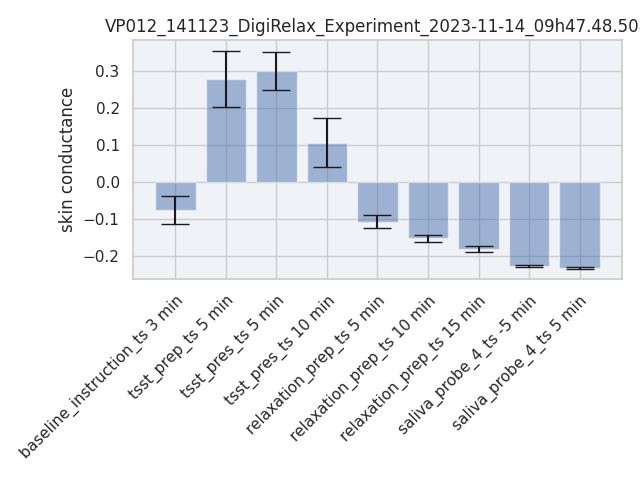 VP012_141123_DigiRelax_Experiment_2023-11-14_09h47.48.50
skin conductance
0.3
0.2
0.1
0.0
−0.1
−0.2
baseline_instruction_ts 3 min
tsst_prep_ts 5 min
tsst_pres_ts 5 min
tsst_pres_ts 10 min
relaxation_prep_ts 5 min
relaxation_prep_ts 10 min
relaxation_prep_ts 15 min
saliva_probe_4_ts -5 min
saliva_probe_4_ts 5 min